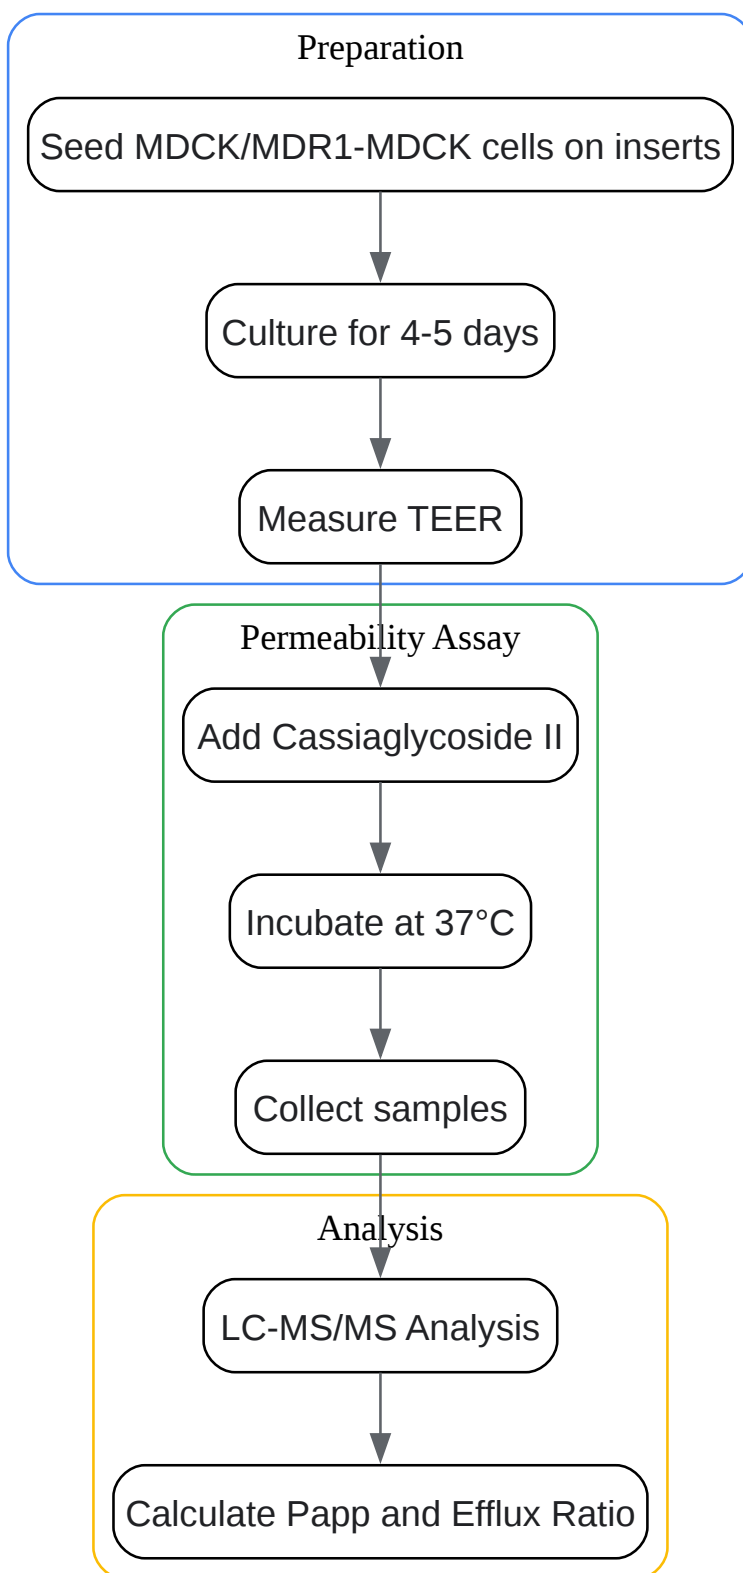 Preparation
Seed MDCK/MDR1-MDCK cells on inserts
Culture for 4-5 days
Measure TEER
Permeability Assay
Add Cassiaglycoside II
Incubate at 37°C
Collect samples
Analysis
LC-MS/MS Analysis
Calculate Papp and Efflux Ratio